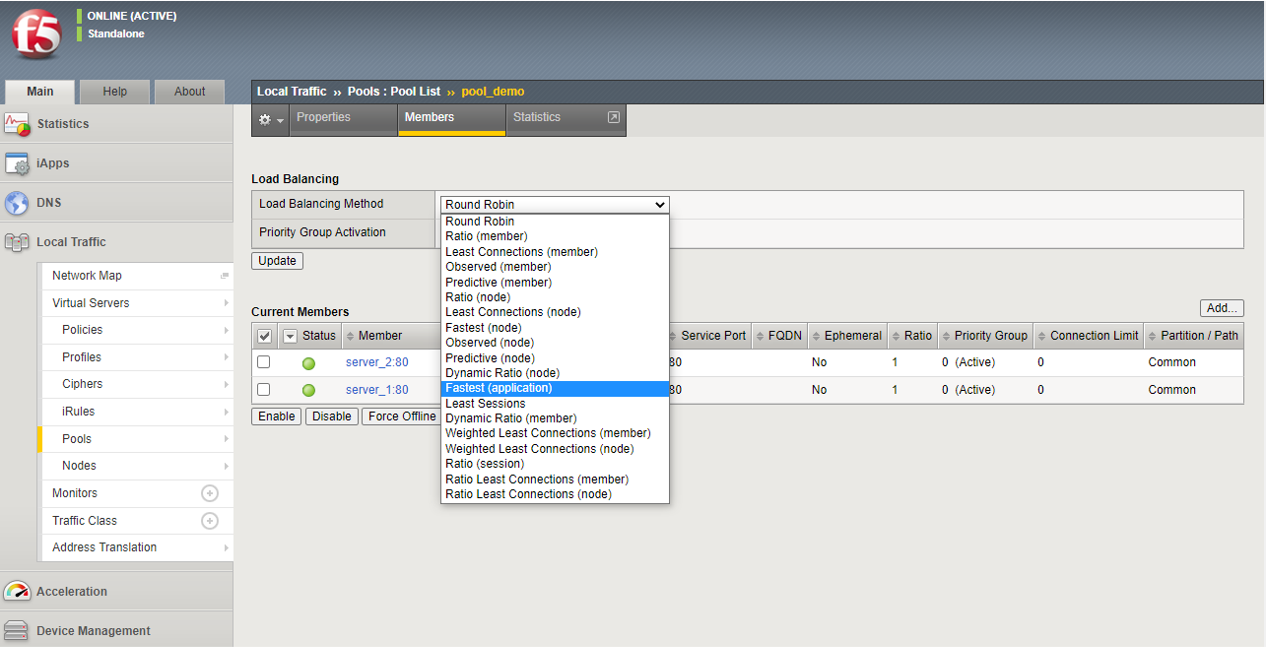 f5
ONLINE (ACTIVE)
Standalone
Main Help About
Local Traffic ›› Pools : Pool List ›› pool_demo
Properties Members Statistics
Statistics
iApps
DNS
Local Traffic
Network Map
Virtual Servers
Policies
Profiles
Ciphers
iRules
Pools
Nodes
Monitors
Traffic Class
Address Translation
Acceleration
Device Management
Load Balancing
Load Balancing Method Round Robin
Priority Group Activation
Update
Round Robin
Ratio (member)
Least Connections (member)
Observed (member)
Predictive (member)
Ratio (node)
Least Connections (node)
Fastest (node)
Observed (node)
Predictive (node)
Dynamic Ratio (node)
Fastest (application)
Least Sessions
Dynamic Ratio (member)
Weighted Least Connections (member)
Weighted Least Connections (node)
Ratio (session)
Ratio Least Connections (member)
Ratio Least Connections (node)
Current Members Add...
Status Member Service Port FQDN Ephemeral Ratio Priority Group Connection Limit Partition / Path
server_2:80 80 No 1 0 (Active) 0 Common
server_1:80 80 No 1 0 (Active) 0 Common
Enable Disable Force Offline